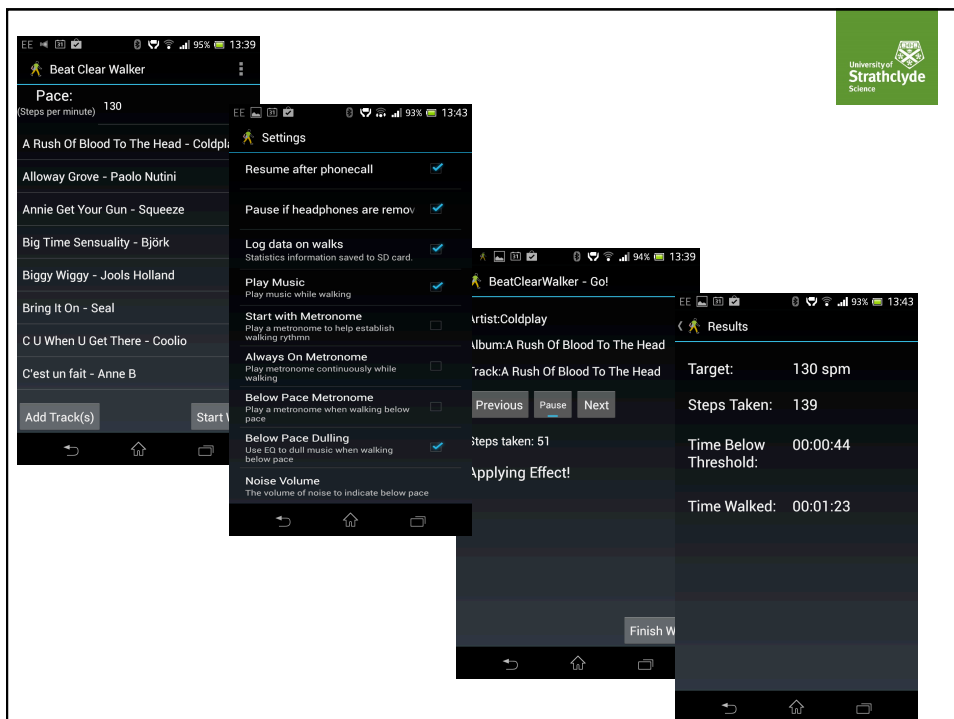 University of
Strathclyde
Science
EE 31 95% 13:39
Beat Clear Walker
Pace:
(Steps per minute) 130
A Rush Of Blood To The Head - Coldpl
Alloway Grove - Paolo Nutini
Annie Get Your Gun - Squeeze
Big Time Sensuality - Björk
Biggy Wiggy - Jools Holland
Bring It On - Seal
C U When U Get There - Coolio
C'est un fait - Anne B
Add Track(s) Start
EE 31 93% 13:43
Settings
Resume after phonecall
Pause if headphones are remov
Log data on walks
Statistics information saved to SD card.
Play Music
Play music while walking
Start with Metronome
Play a metronome to help establish
walking rythmn
Always On Metronome
Play metronome continuously while
walking
Below Pace Metronome
Play a metronome when walking below
pace
Below Pace Dulling
Use EQ to dull music when walking
below pace
Noise Volume
The volume of noise to indicate below pace
31 94% 13:39
BeatClearWalker - Go!
Artist:Coldplay
Album:A Rush Of Blood To The Head
Track:A Rush Of Blood To The Head
Previous Pause Next
Steps taken: 51
Applying Effect!
Finish W
EE 31 93% 13:43
Results
Target: 130 spm
Steps Taken: 139
Time Below 00:00:44
Threshold:
Time Walked: 00:01:23